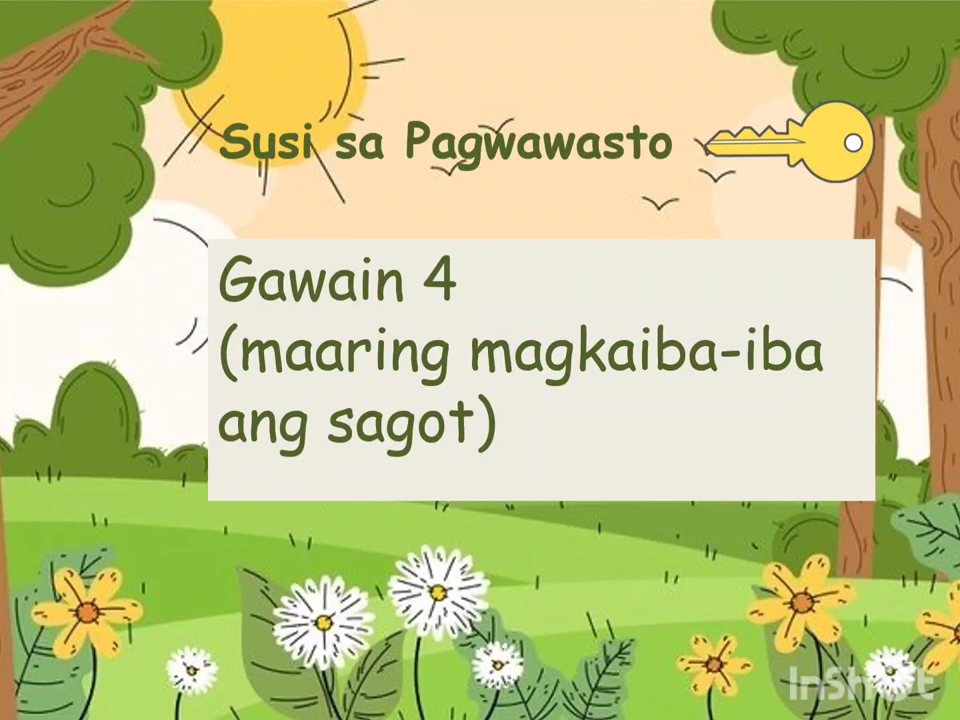 Susi sa Pagwawasto
Gawain 4
(maaring magkaiba-iba
ang sagot)
InShot